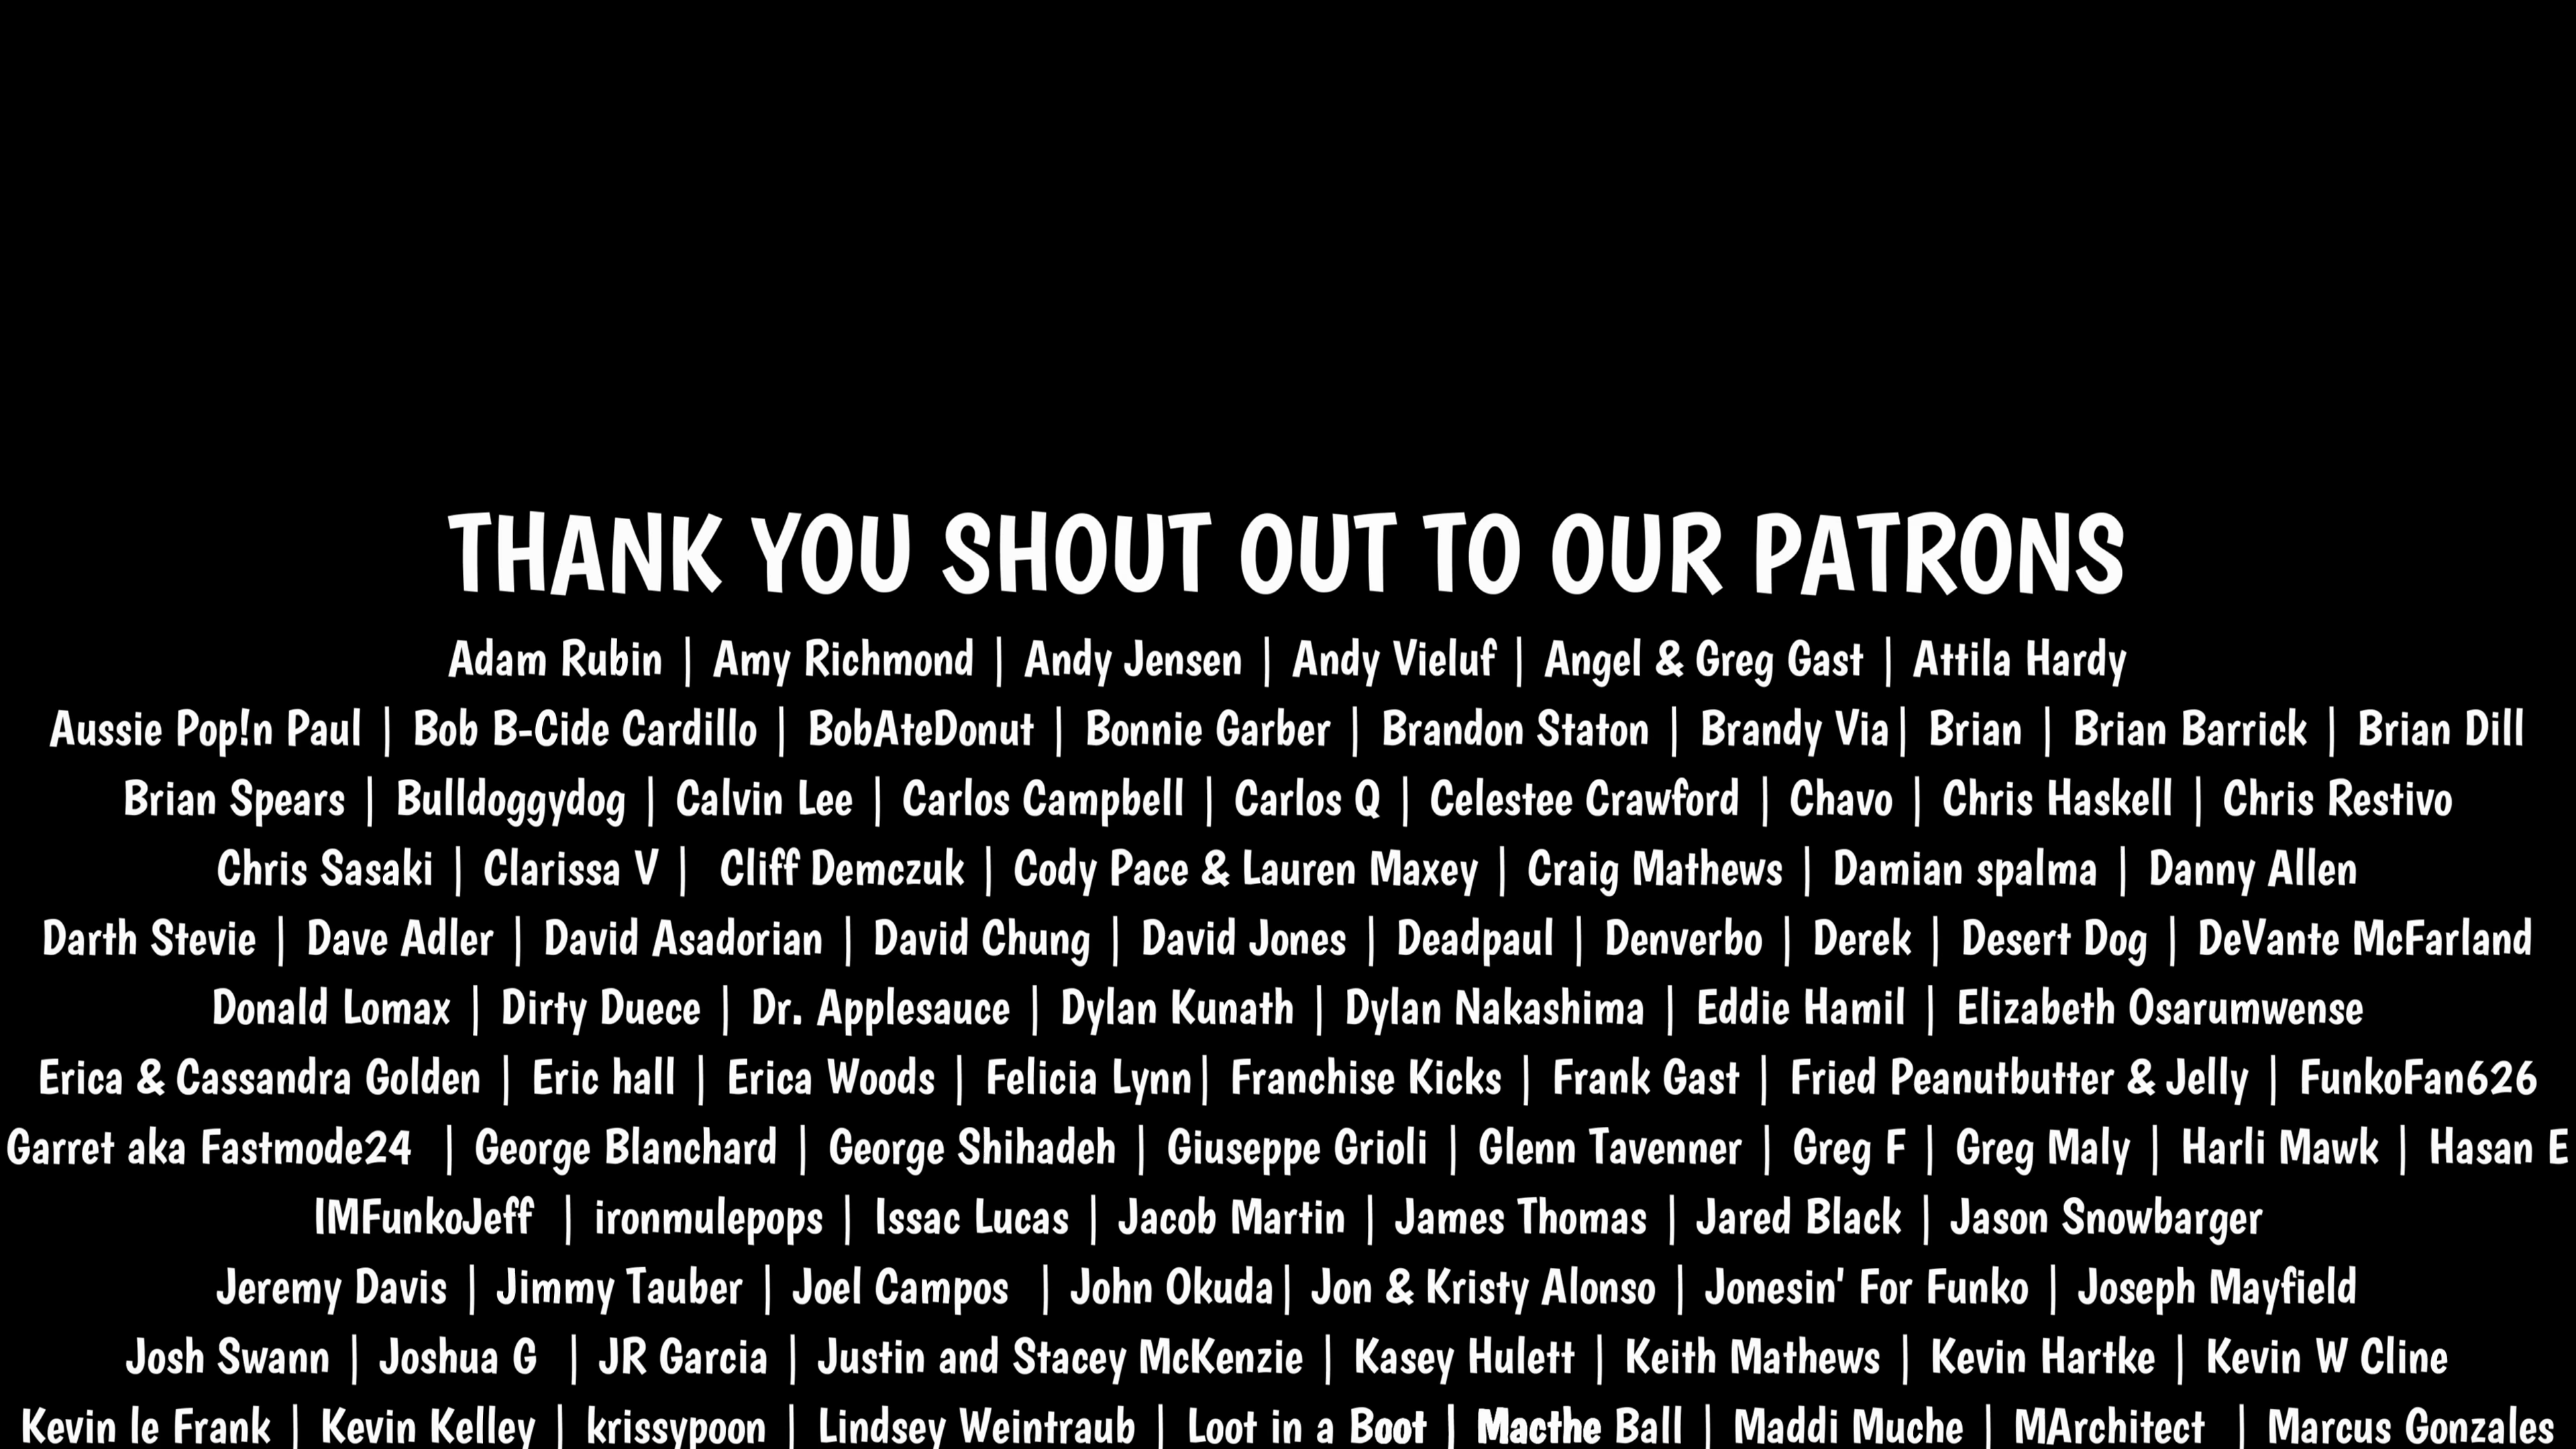 THANK YOU SHOUT OUT TO OUR PATRONS
Adam Rubin | Amy Richmond | Andy Jensen | Andy Vieluf | Angel & Greg Gast | Attila Hardy
Aussie Pop!n Paul | Bob B-Cide Cardillo | BobAteDonut | Bonnie Garber | Brandon Staton | Brandy Via | Brian | Brian Barrick | Brian Dill
Brian Spears | Bulldoggydog | Calvin Lee | Carlos Campbell | Carlos Q | Celestee Crawford | Chavo | Chris Haskell | Chris Restivo
Chris Sasaki | Clarissa V | Cliff Demczuk | Cody Pace & Lauren Maxey | Craig Mathews | Damian spalma | Danny Allen
Darth Stevie | Dave Adler | David Asadorian | David Chung | David Jones | Deadpaul | Denverbo | Derek | Desert Dog | DeVante McFarland
Donald Lomax | Dirty Duece | Dr. Applesauce | Dylan Kunath | Dylan Nakashima | Eddie Hamil | Elizabeth Osarumwense
Erica & Cassandra Golden | Eric hall | Erica Woods | Felicia Lynn | Franchise Kicks | Frank Gast | Fried Peanutbutter & Jelly | FunkoFan626
Garret aka Fastmode24 | George Blanchard | George Shihadeh | Giuseppe Grioli | Glenn Tavenner | Greg F | Greg Maly | Harli Mawk | Hasan E
IMFunkoJeff | ironmulepops | Issac Lucas | Jacob Martin | James Thomas | Jared Black | Jason Snowbarger
Jeremy Davis | Jimmy Tauber | Joel Campos | John Okuda | Jon & Kristy Alonso | Jonesin' For Funko | Joseph Mayfield
Josh Swann | Joshua G | JR Garcia | Justin and Stacey McKenzie | Kasey Hulett | Keith Mathews | Kevin Hartke | Kevin W Cline
Kevin le Frank | Kevin Kelley | krissypoon | Lindsey Weintraub | Loot in a Boot | Macthe Ball | Maddi Muche | MArchitect | Marcus Gonzales